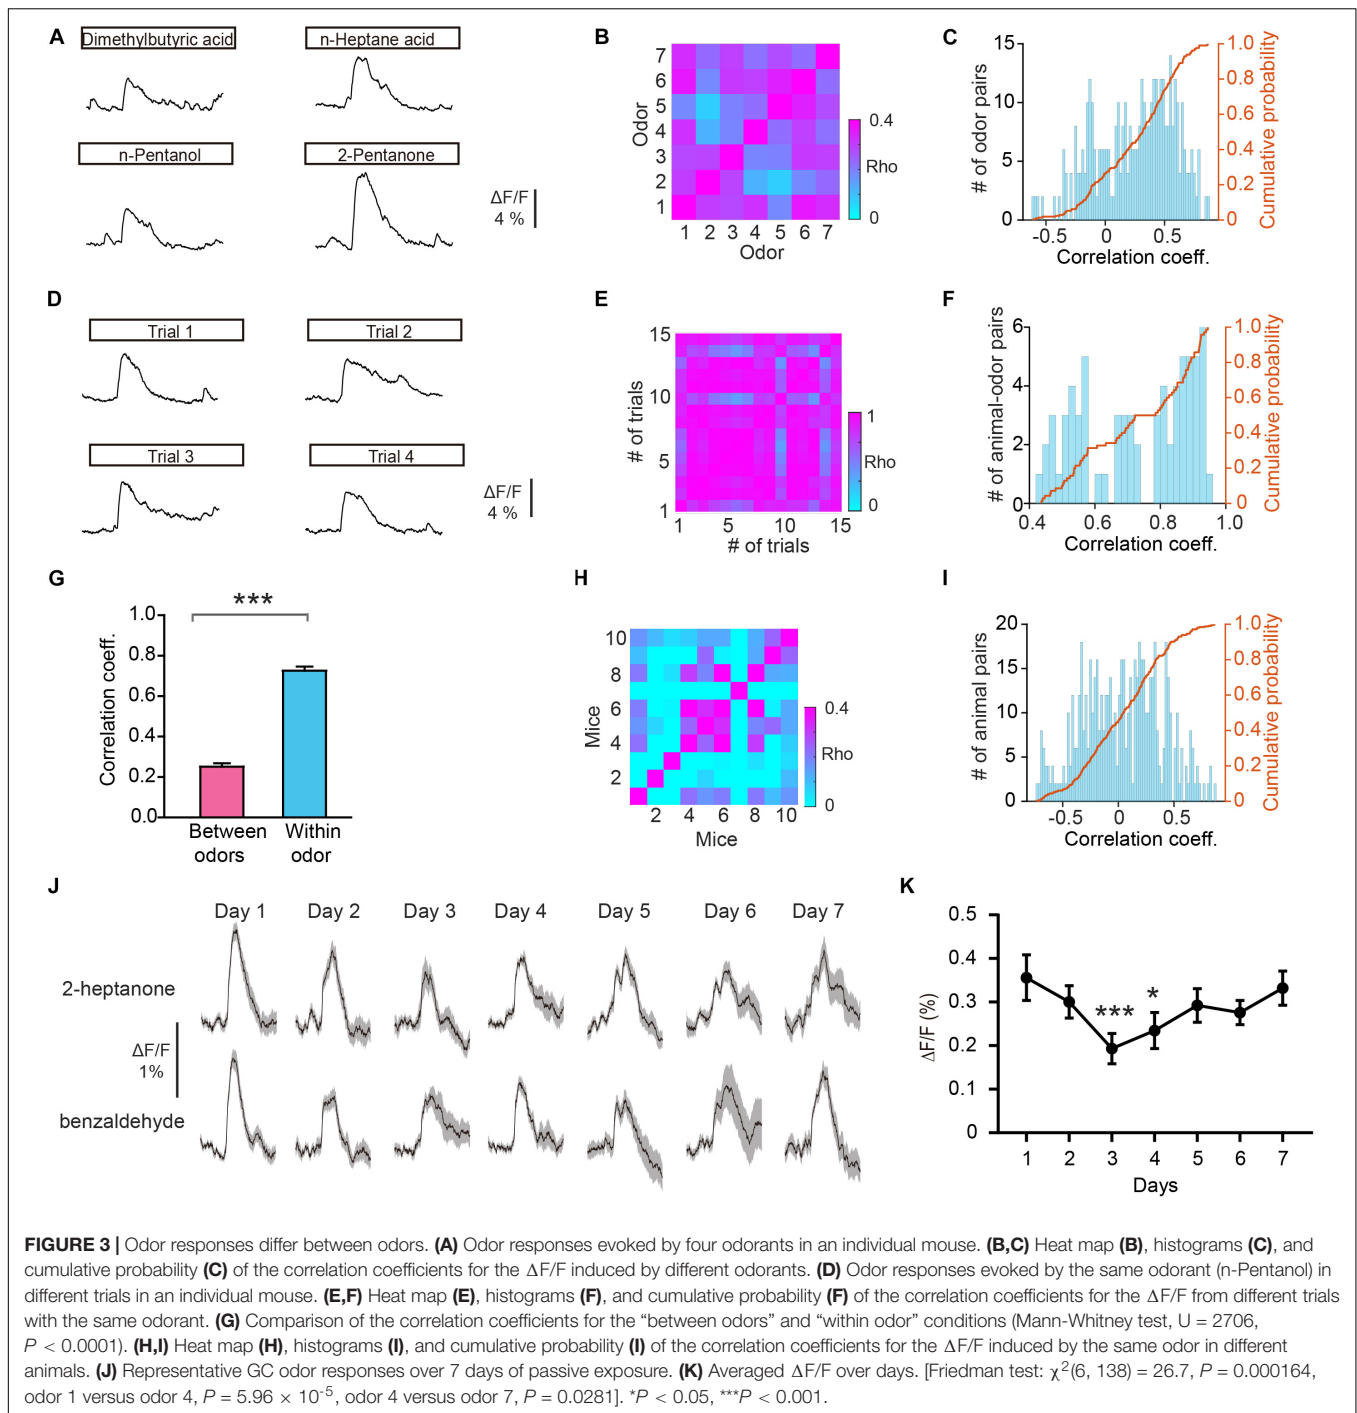 A
Dimethylbutyric acid
n-Heptane acid
n-Pentanol
2-Pentanone
ΔF/F
4 %
B
7
6
5
4
3
2
1
Odor
1 2 3 4 5 6 7
Odor
0.4
Rho
0
C
15
10
5
0
# of odor pairs
-0.5 0 0.5
Correlation coeff.
1.0
0.8
0.6
0.4
0.2
0
Cumulative probability
D
Trial 1
Trial 2
Trial 3
Trial 4
ΔF/F
4 %
E
15
10
5
1
# of trials
1 5 10 15
# of trials
1
Rho
0
F
6
4
2
0
# of animal-odor pairs
0.4 0.6 0.8 1.0
Correlation coeff.
1.0
0.8
0.6
0.4
0.2
0
Cumulative probability
G
***
1.0
0.8
0.6
0.4
0.2
0.0
Correlation coeff.
Between odors
Within odor
H
10
8
6
4
2
Mice
2 4 6 8 10
Mice
0.4
Rho
0
I
20
15
10
5
0
# of animal pairs
-0.5 0 0.5
Correlation coeff.
1.0
0.8
0.6
0.4
0.2
0
Cumulative probability
J
Day 1 Day 2 Day 3 Day 4 Day 5 Day 6 Day 7
2-heptanone
ΔF/F
1%
benzaldehyde
K
0.5
0.4
0.3
0.2
0.1
0
ΔF/F (%)
***
*
1 2 3 4 5 6 7
Days
FIGURE 3 | Odor responses differ between odors. (A) Odor responses evoked by four odorants in an individual mouse. (B,C) Heat map (B), histograms (C), and
cumulative probability (C) of the correlation coefficients for the ΔF/F induced by different odorants. (D) Odor responses evoked by the same odorant (n-Pentanol) in
different trials in an individual mouse. (E,F) Heat map (E), histograms (F), and cumulative probability (F) of the correlation coefficients for the ΔF/F from different trials
with the same odorant. (G) Comparison of the correlation coefficients for the “between odors” and “within odor” conditions (Mann-Whitney test, U = 2706,
P < 0.0001). (H,I) Heat map (H), histograms (I), and cumulative probability (I) of the correlation coefficients for the ΔF/F induced by the same odor in different
animals. (J) Representative GC odor responses over 7 days of passive exposure. (K) Averaged ΔF/F over days. [Friedman test: χ²(6, 138) = 26.7, P = 0.000164,
odor 1 versus odor 4, P = 5.96 × 10⁻⁵, odor 4 versus odor 7, P = 0.0281]. *P < 0.05, ***P < 0.001.